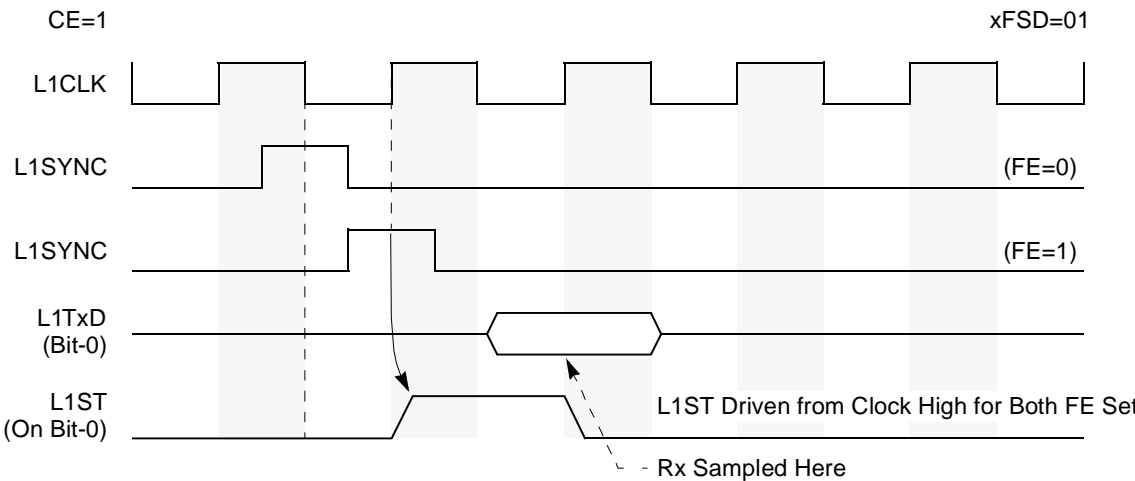 CE=1
xFSD=01
L1CLK
L1SYNC
(FE=0)
L1SYNC
(FE=1)
L1TxD
(Bit-0)
L1ST
(On Bit-0)
L1ST Driven from Clock High for Both FE Set
Rx Sampled Here